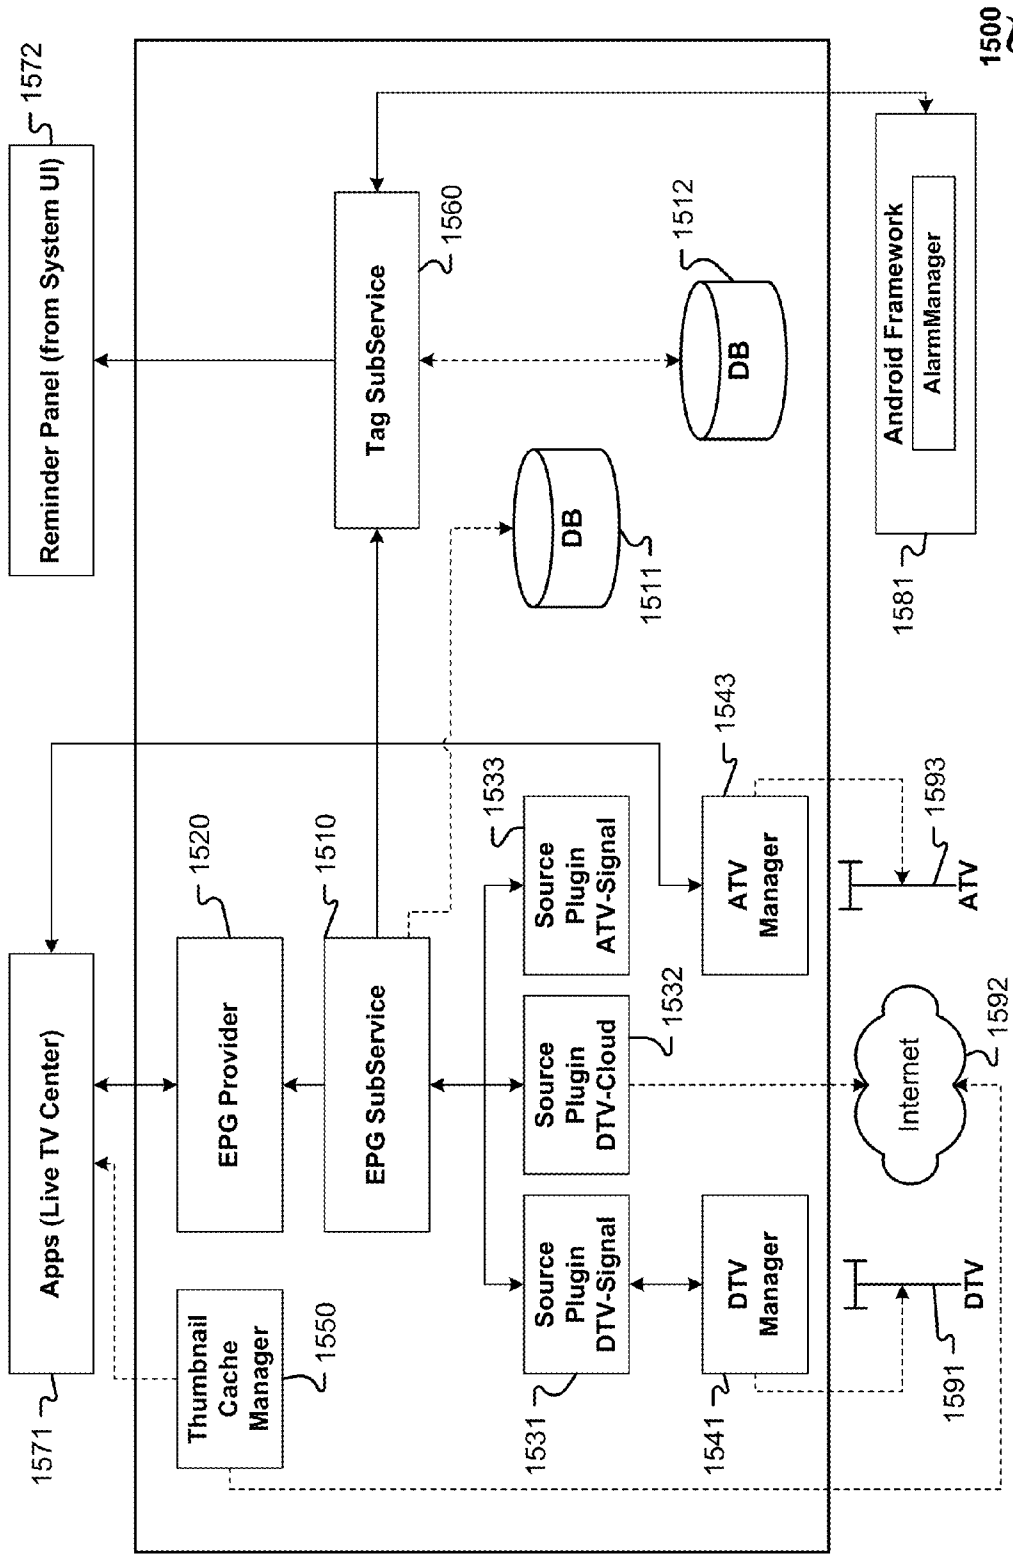 1571
Apps (Live TV Center)
Reminder Panel (from System UI)
1572
Thumbnail
Cache
Manager
1550
EPG Provider
1520
EPG SubService
1510
Tag SubService
1560
Source
Plugin
DTV-Signal
1531
Source
Plugin
DTV-Cloud
1532
Source
Plugin
ATV-Signal
1533
DB
1511
DB
1512
DTV
Manager
1541
ATV
Manager
1543
1591
DTV
Internet
1592
1593
ATV
1581
Android Framework
AlarmManager
1500